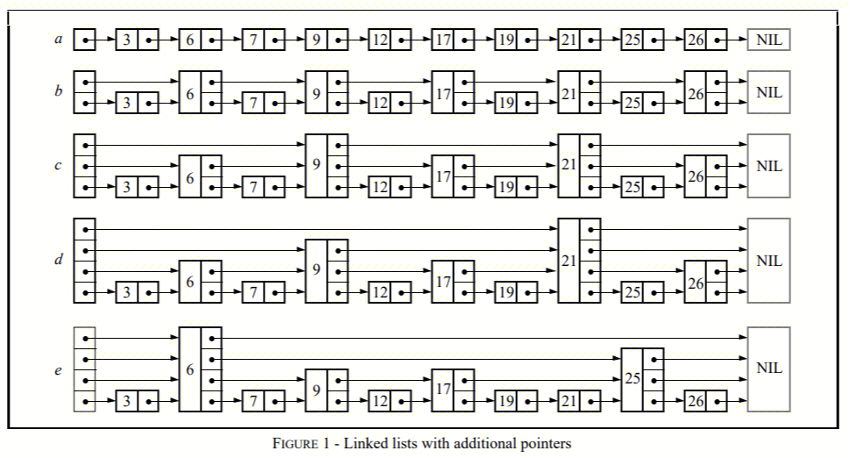 a 3 6 7 9 12 17 19 21 25 26 NIL
b 3 6 7 9 12 17 19 21 25 26 NIL
c 3 6 7 9 12 17 19 21 25 26 NIL
d 3 6 7 9 12 17 19 21 25 26 NIL
e 3 6 7 9 12 17 19 21 25 26 NIL
FIGURE 1 - Linked lists with additional pointers